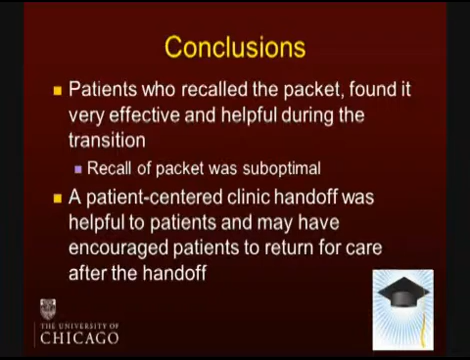 Conclusions
Patients who recalled the packet, found it
very effective and helpful during the
transition
Recall of packet was suboptimal
A patient-centered clinic handoff was
helpful to patients and may have
encouraged patients to return for care
after the handoff
THE UNIVERSITY OF
CHICAGO